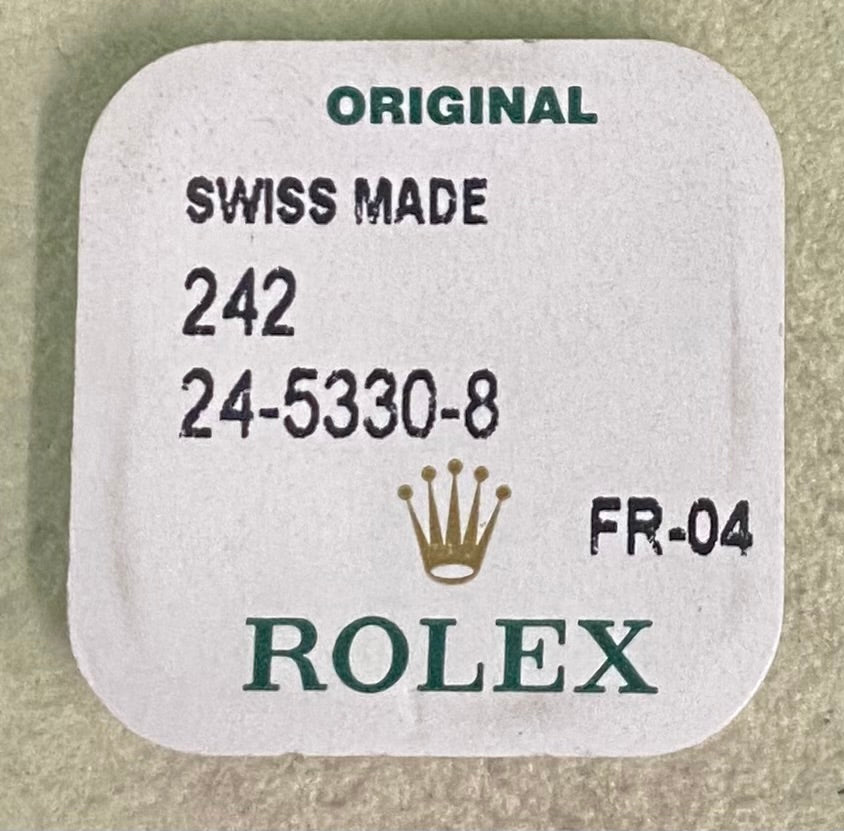 ORIGINAL
SWISS MADE
242
24-5330-8
FR-04
ROLEX